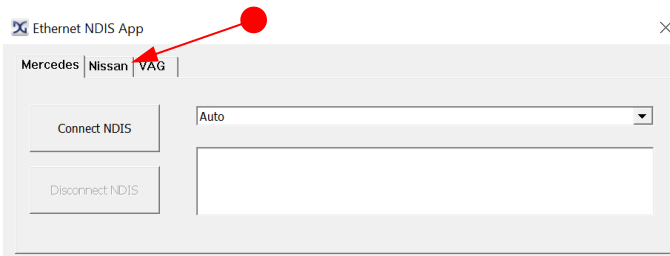 Ethernet NDIS App
Mercedes Nissan VAG
Connect NDIS
Auto
Disconnect NDIS